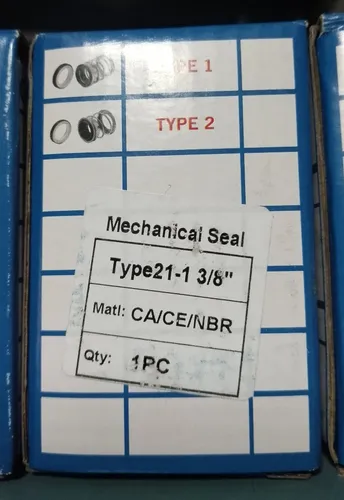 TYPE 1
TYPE 2
Mechanical Seal
Type21-1 3/8"
Matl: CA/CE/NBR
Qty: 1PC